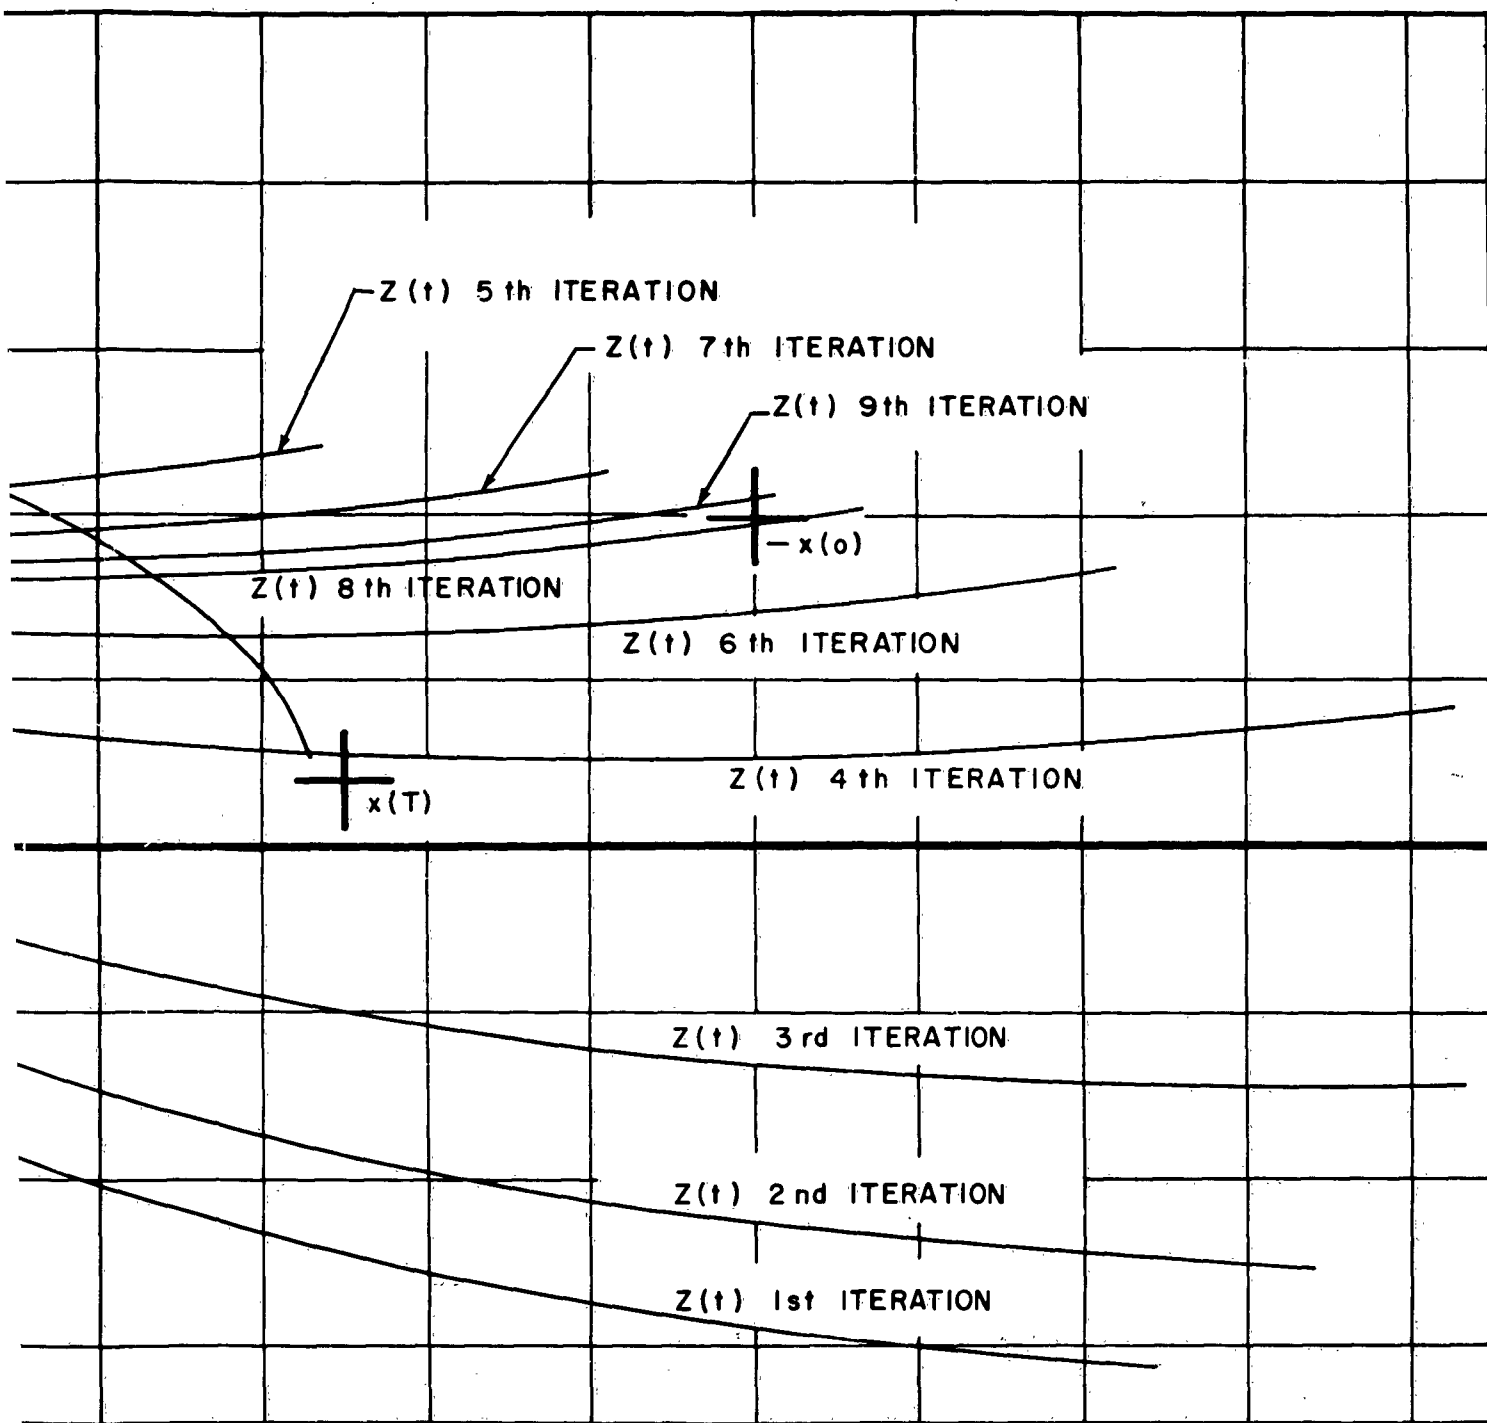 Z(t) 5th ITERATION
Z(t) 7th ITERATION
Z(t) 9th ITERATION
– x(o)
Z(t) 8th ITERATION
Z(t) 6th ITERATION
Z(t) 4th ITERATION
x(T)
Z(t) 3rd ITERATION
Z(t) 2nd ITERATION
Z(t) 1st ITERATION